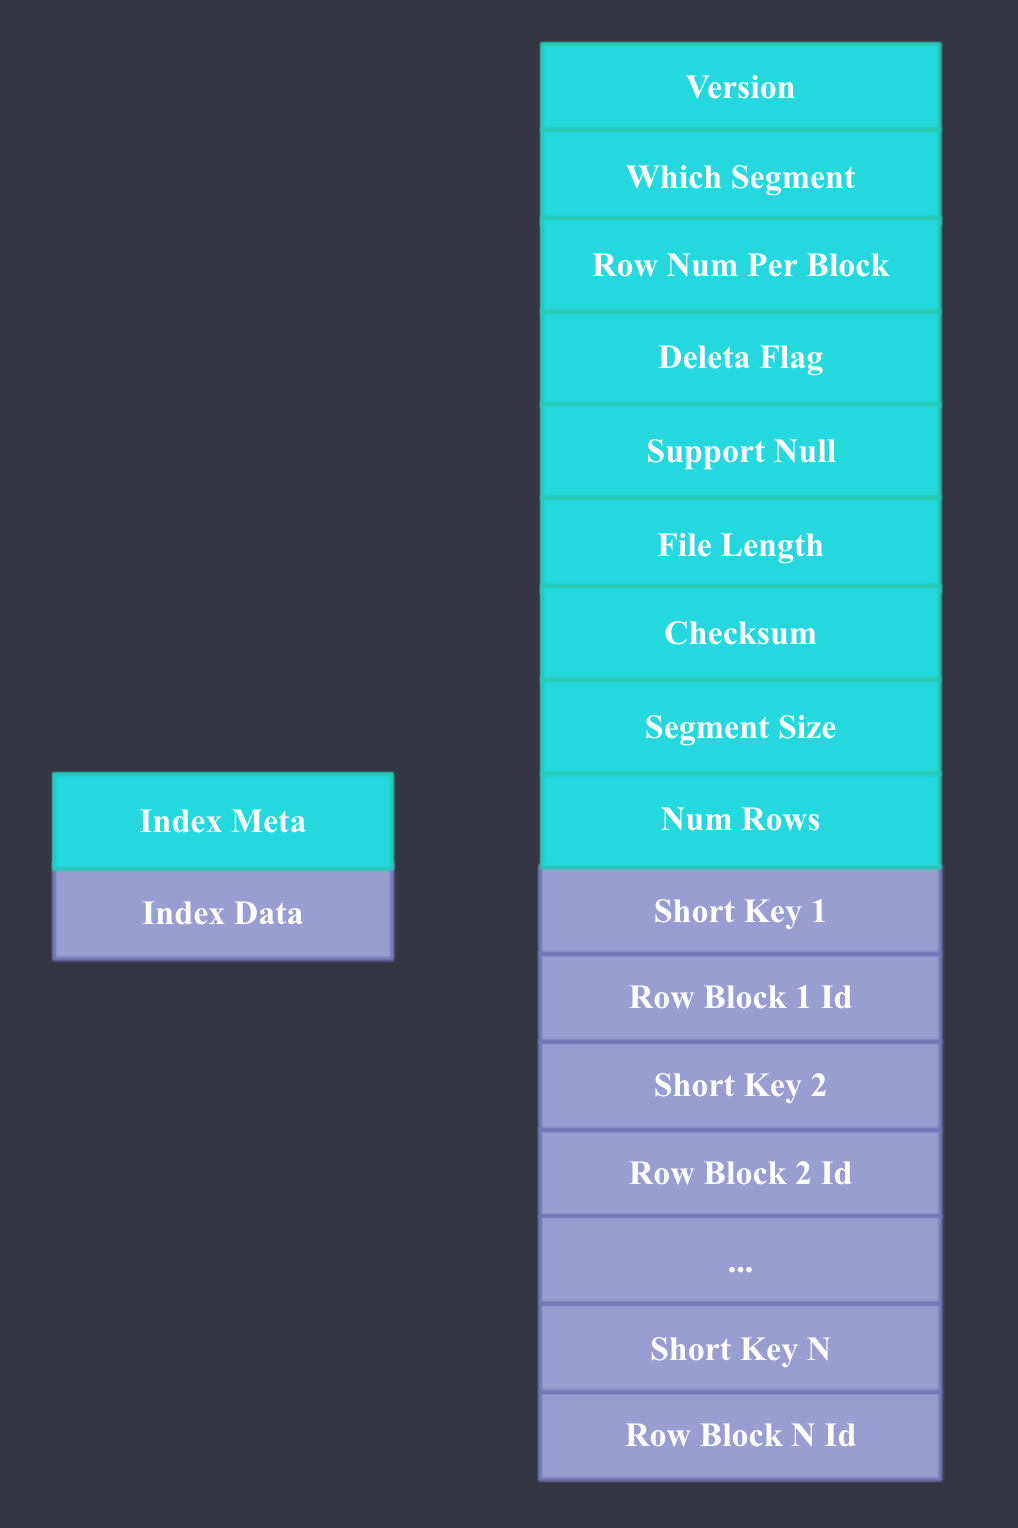 Version
Which Segment
Row Num Per Block
Deleta Flag
Support Null
File Length
Checksum
Segment Size
Num Rows
Short Key 1
Row Block 1 Id
Short Key 2
Row Block 2 Id
...
Short Key N
Row Block N Id
Index Meta
Index Data